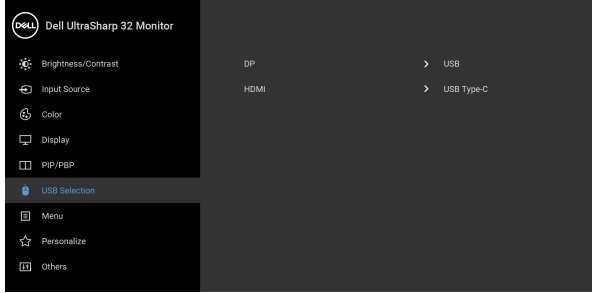 DELL Dell UltraSharp 32 Monitor
Brightness/Contrast
Input Source
Color
Display
PIP/PBP
USB Selection
Menu
Personalize
Others
DP > USB
HDMI > USB Type-C